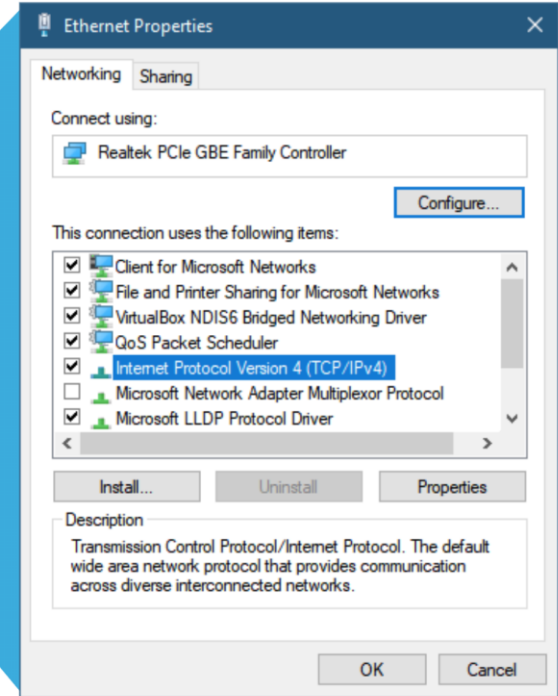 Ethernet Properties
Networking
Sharing
Connect using:
Realtek PCIe GBE Family Controller
Configure...
This connection uses the following items:
Client for Microsoft Networks
File and Printer Sharing for Microsoft Networks
VirtualBox NDIS6 Bridged Networking Driver
QoS Packet Scheduler
Internet Protocol Version 4 (TCP/IPv4)
Microsoft Network Adapter Multiplexor Protocol
Microsoft LLDP Protocol Driver
Install...
Uninstall
Properties
Description
Transmission Control Protocol/Internet Protocol. The default
wide area network protocol that provides communication
across diverse interconnected networks.
OK
Cancel